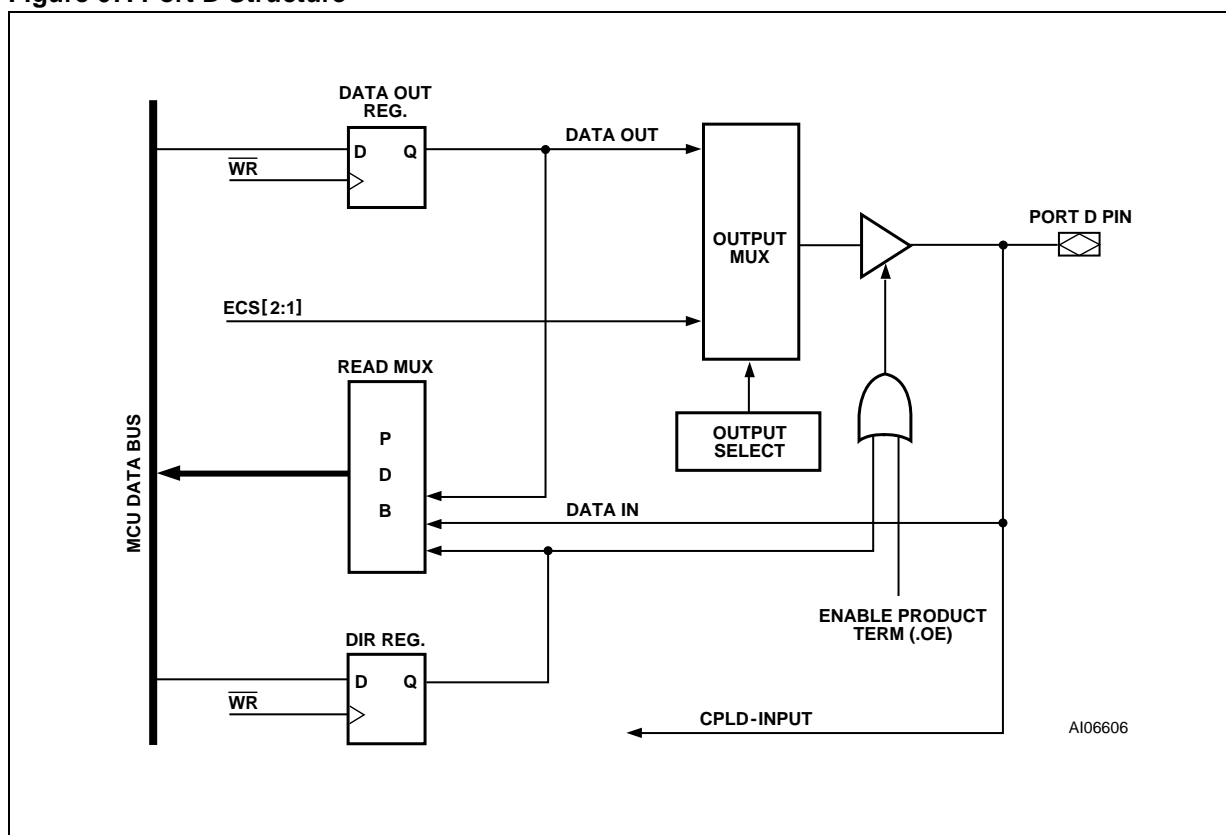 Figure Port D Structure
DATA OUT
REG.
D Q
WR
DATA OUT
OUTPUT
MUX
PORT D PIN
ECS[2:1]
READ MUX
P
D
B
OUTPUT
SELECT
MCU DATA BUS
DATA IN
ENABLE PRODUCT
TERM (.OE)
DIR REG.
D Q
WR
CPLD-INPUT
AI06606